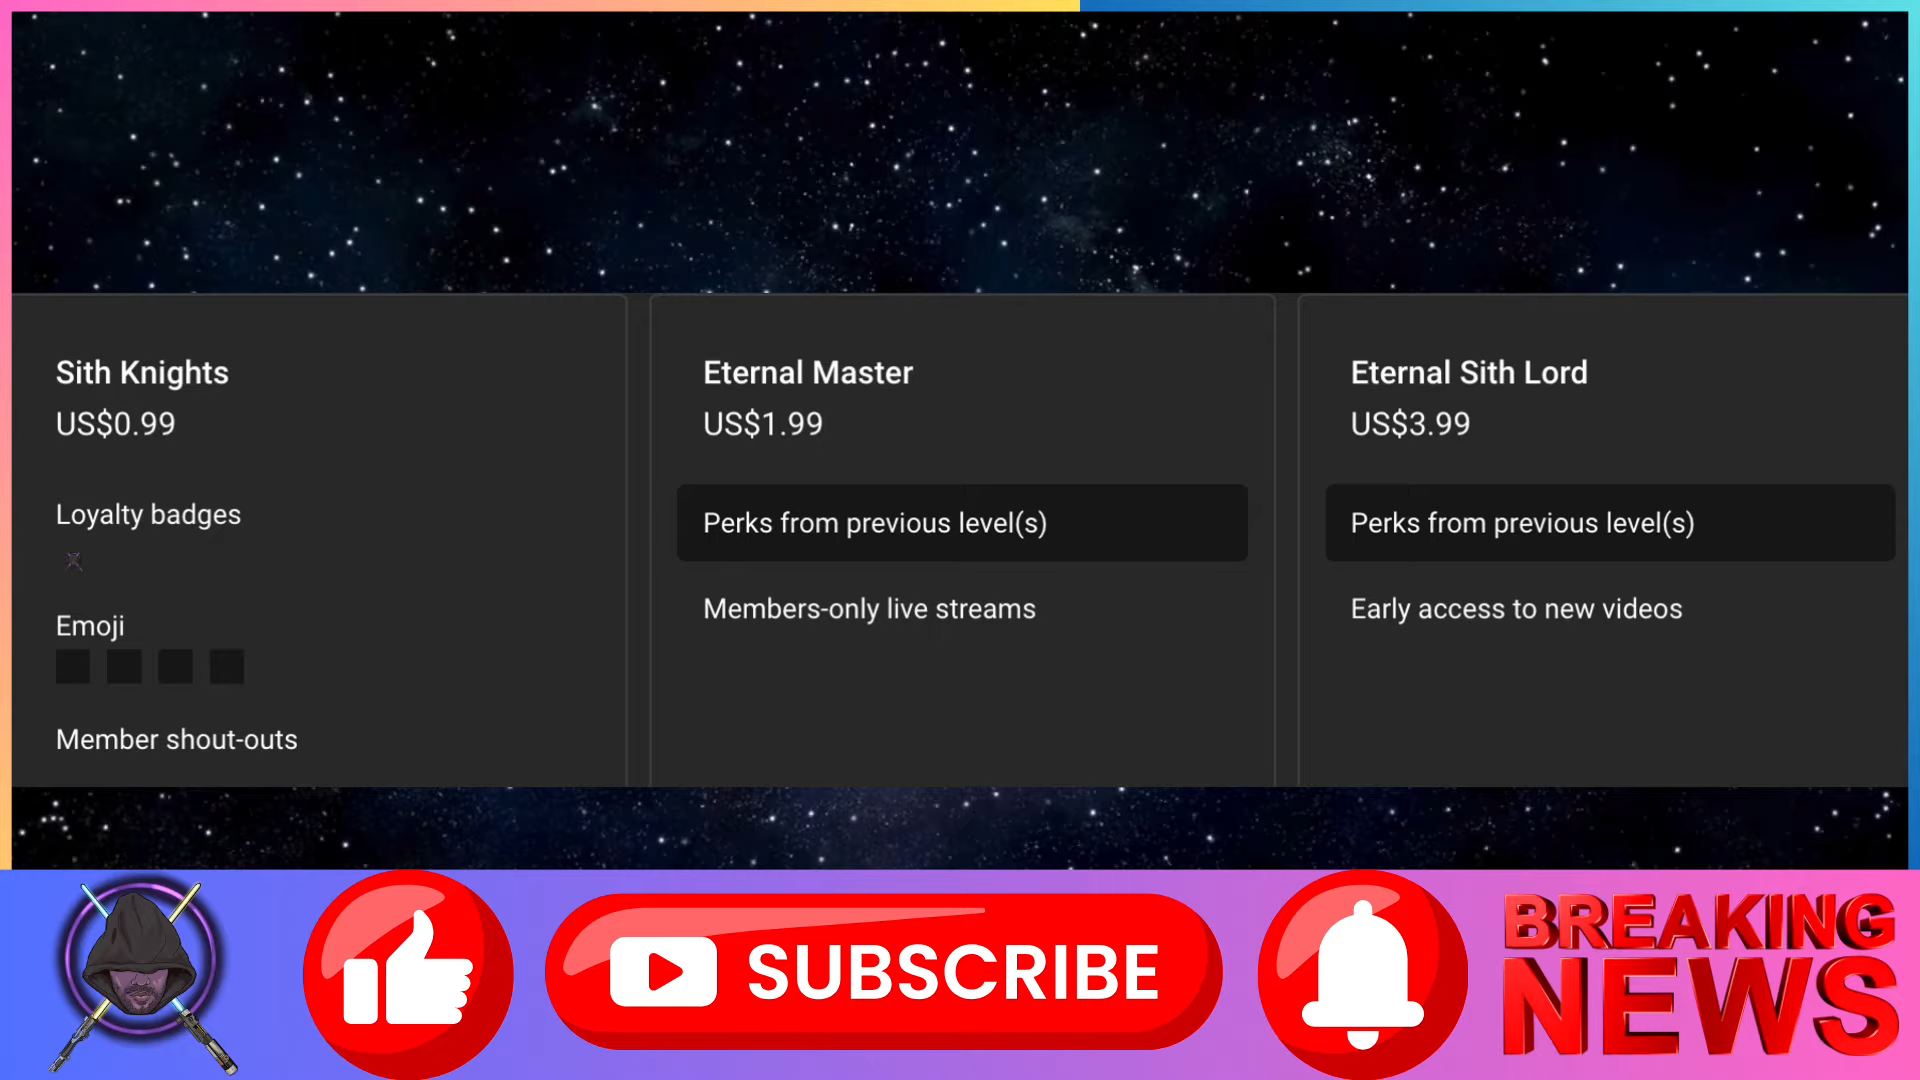 Sith Knights
US$0.99
Loyalty badges
Emoji
Member shout-outs
Eternal Master
US$1.99
Perks from previous level(s)
Members-only live streams
Eternal Sith Lord
US$3.99
Perks from previous level(s)
Early access to new videos
SUBSCRIBE
BREAKING
NEWS